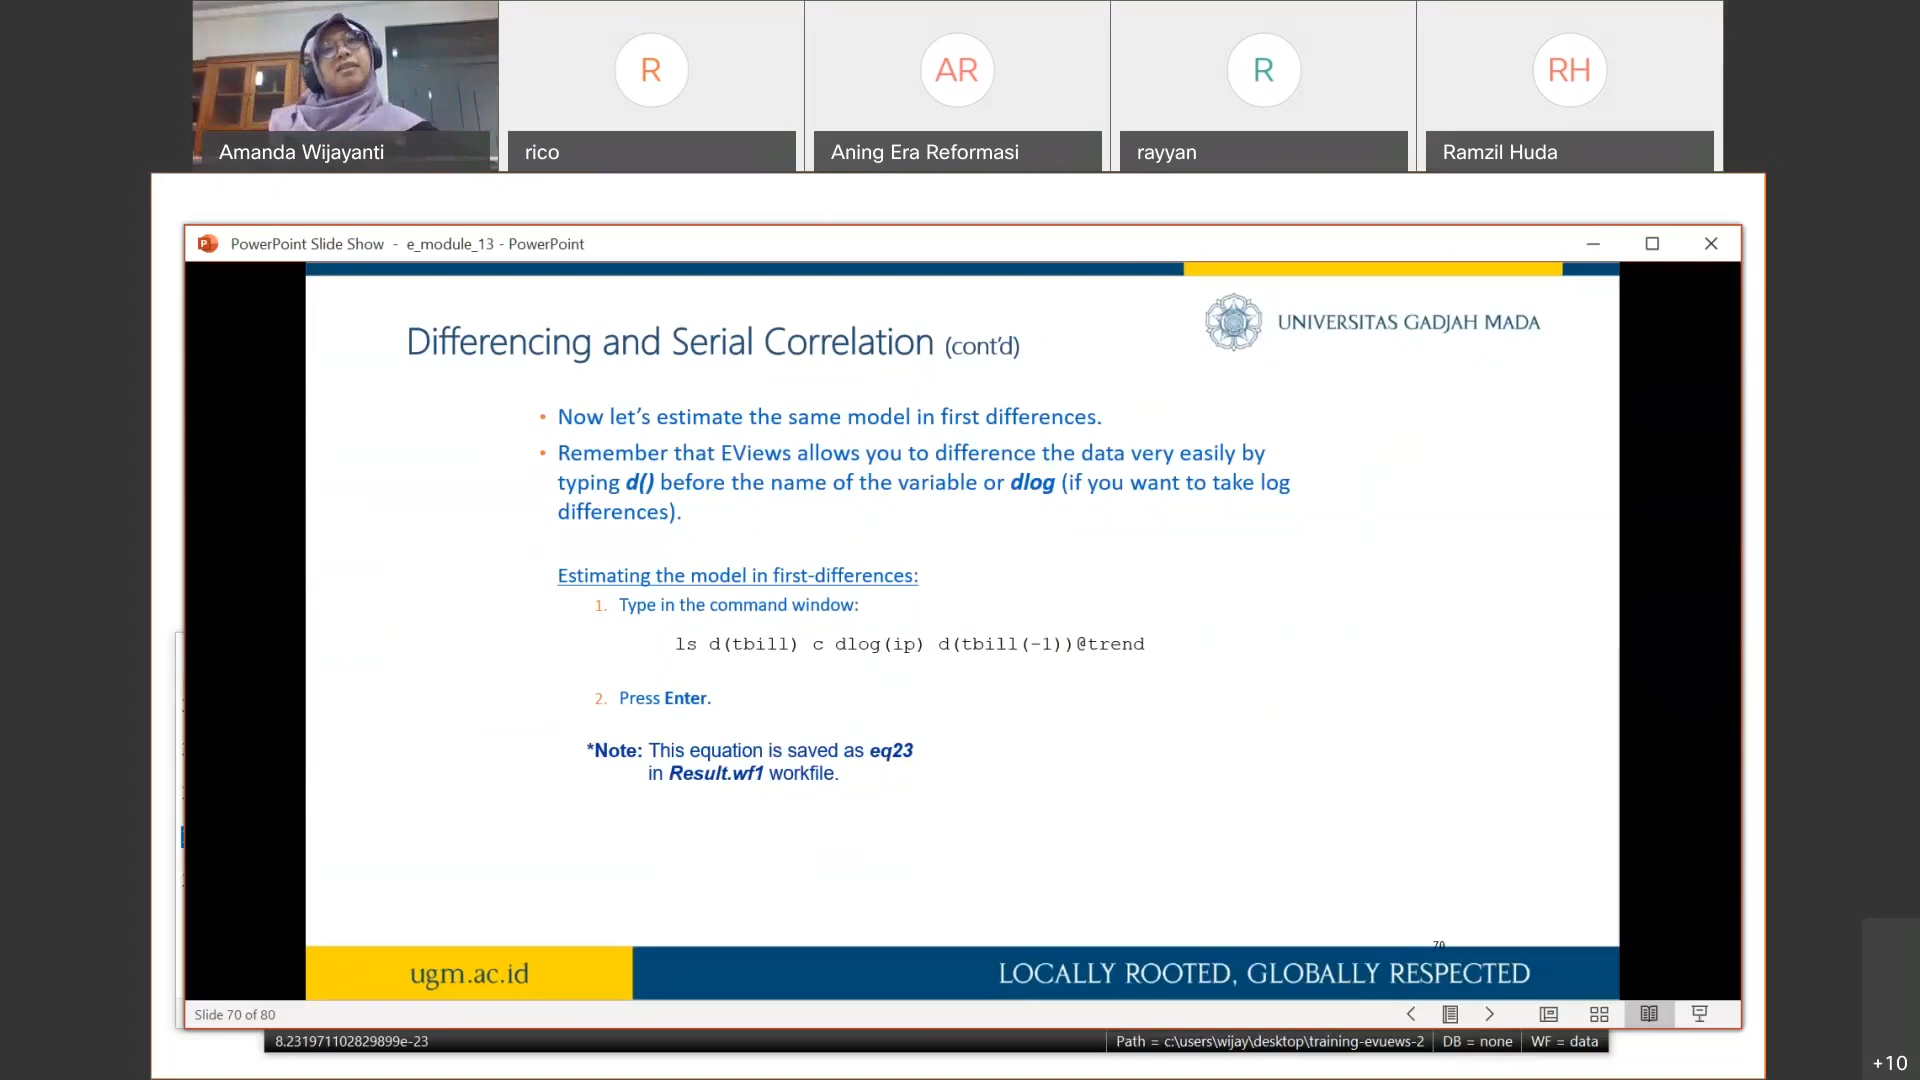 R
AR
R
RH
Amanda Wijayanti
rico
Aning Era Reformasi
rayyan
Ramzil Huda
PowerPoint Slide Show - e_module_13 - PowerPoint
UNIVERSITAS GADJAH MADA
Differencing and Serial Correlation (cont'd)
• Now let's estimate the same model in first differences.
• Remember that EViews allows you to difference the data very easily by
typing d() before the name of the variable or dlog (if you want to take log
differences).
Estimating the model in first-differences:
1. Type in the command window:
ls d(tbill) c dlog(ip) d(tbill(-1))@trend
2. Press Enter.
*Note: This equation is saved as eq23
in Result.wf1 workfile.
70
ugm.ac.id
LOCALLY ROOTED, GLOBALLY RESPECTED
Slide 70 of 80
8.231971102829899e-23
Path = c:\users\wijay\desktop\training-evuews-2
DB = none
WF = data
+10